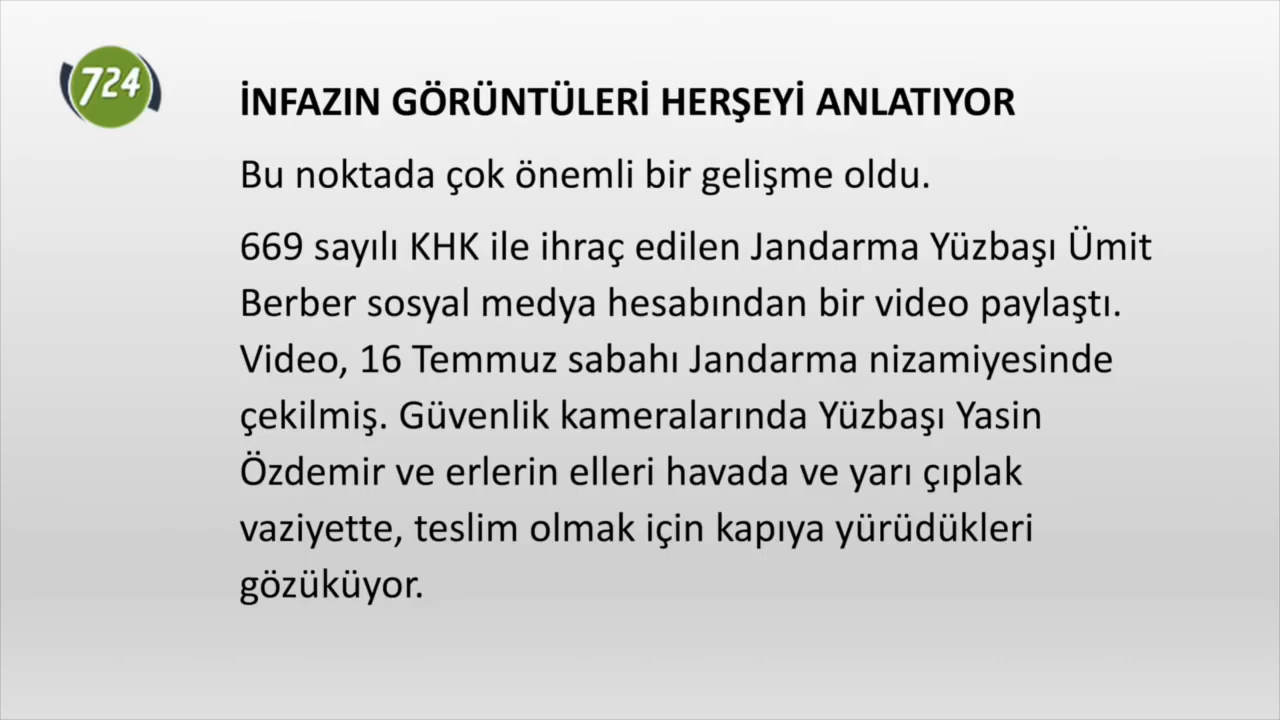 724
İNFAZIN GÖRÜNTÜLERİ HERŞEYİ ANLATIYOR
Bu noktada çok önemli bir gelişme oldu.
669 sayılı KHK ile ihraç edilen Jandarma Yüzbaşı Ümit
Berber sosyal medya hesabından bir video paylaştı.
Video, 16 Temmuz sabahı Jandarma nizamiyesinde
çekilmiş. Güvenlik kameralarında Yüzbaşı Yasin
Özdemir ve erlerin elleri havada ve yarı çıplak
vaziyette, teslim olmak için kapıya yürüdükleri
gözüküyor.